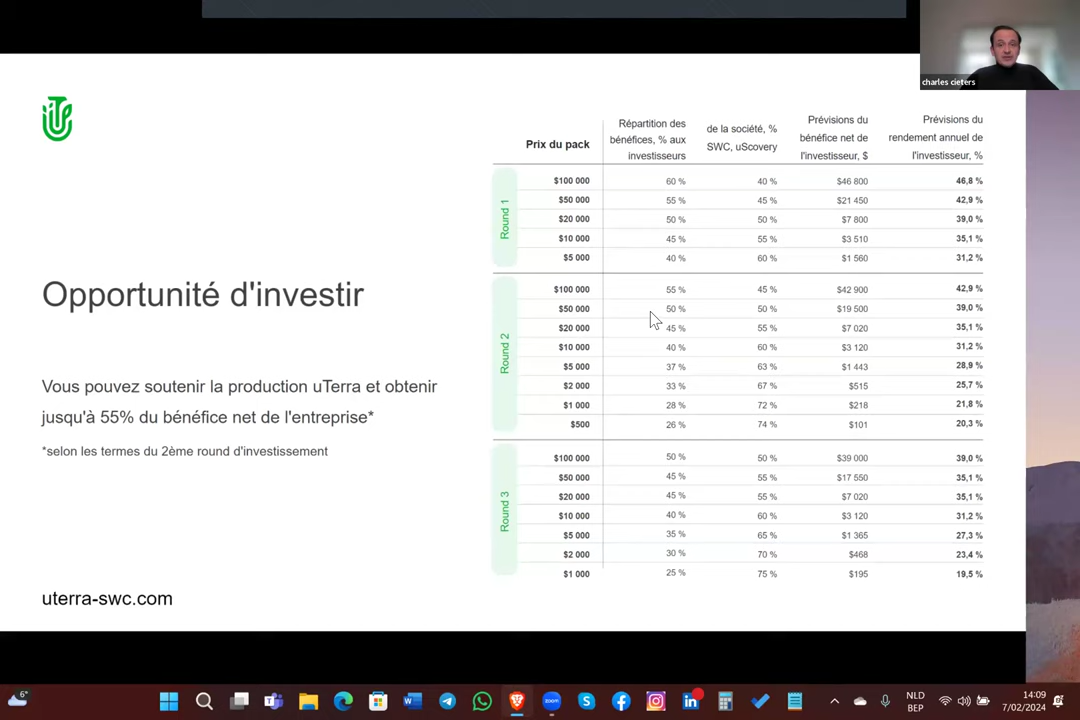 charles cieters
Opportunité d'investir
Vous pouvez soutenir la production uTerra et obtenir
jusqu'à 55% du bénéfice net de l'entreprise*
*selon les termes du 2ème round d'investissement
uterra-swc.com
Prix du pack
Répartition des
bénéfices, % aux
investisseurs
de la société, %
SWC, uScovery
Prévisions du
bénéfice net de
l'investisseur, $
Prévisions du
rendement annuel de
l'investisseur, %
Round 1
$100 000 60 % 40 % $46 800 46,8 %
$50 000 55 % 45 % $21 450 42,9 %
$20 000 50 % 50 % $7 800 39,0 %
$10 000 45 % 55 % $3 510 35,1 %
$5 000 40 % 60 % $1 560 31,2 %
Round 2
$100 000 55 % 45 % $42 900 42,9 %
$50 000 50 % 50 % $19 500 39,0 %
$20 000 45 % 55 % $7 020 35,1 %
$10 000 40 % 60 % $3 120 31,2 %
$5 000 37 % 63 % $1 443 28,9 %
$2 000 33 % 67 % $515 25,7 %
$1 000 28 % 72 % $218 21,8 %
$500 26 % 74 % $101 20,3 %
Round 3
$100 000 50 % 50 % $39 000 39,0 %
$50 000 45 % 55 % $17 550 35,1 %
$20 000 45 % 55 % $7 020 35,1 %
$10 000 40 % 60 % $3 120 31,2 %
$5 000 35 % 65 % $1 365 27,3 %
$2 000 30 % 70 % $468 23,4 %
$1 000 25 % 75 % $195 19,5 %
6°
zoom
NLD
BEP
14:09
7/02/2024